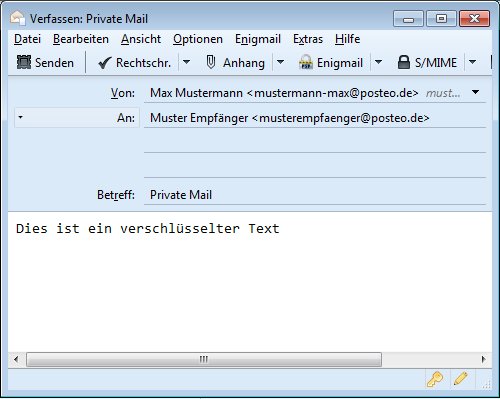 Verfassen: Private Mail
Datei Bearbeiten Ansicht Optionen Enigmail Extras Hilfe
Senden Rechtschr. Anhang Enigmail S/MIME
Von: Max Mustermann <mustermann-max@posteo.de> must...
An: Muster Empfänger <musterempfaenger@posteo.de>
Betreff: Private Mail
Dies ist ein verschlüsselter Text